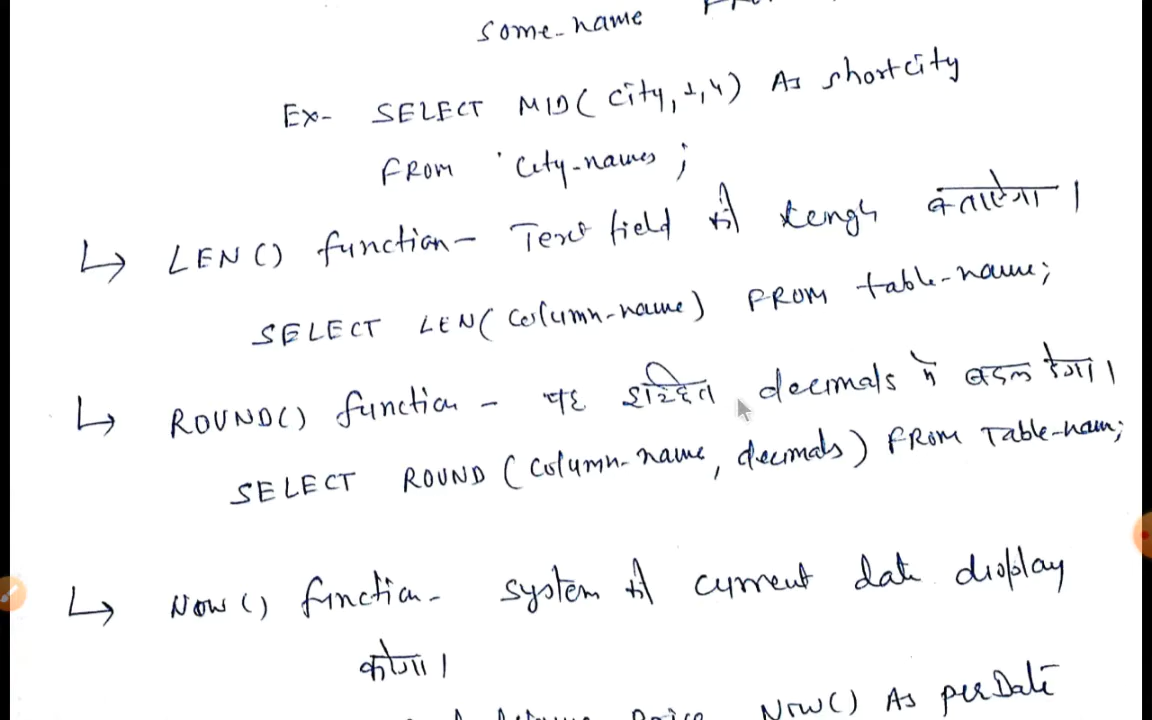 some-name
Ex- SELECT MID( city, 1,4) As shortcity
FROM city-names ;
↳ LEN() function - Text field की length बताएगा।
SELECT LEN( column-name) FROM table-name;
↳ ROUND() function - यह decimals में बदल देगा।
SELECT ROUND ( column-name, decimals) FROM Table-nam;
↳ NOW () function - system की current date display
करेगा।
NOW() As perDate